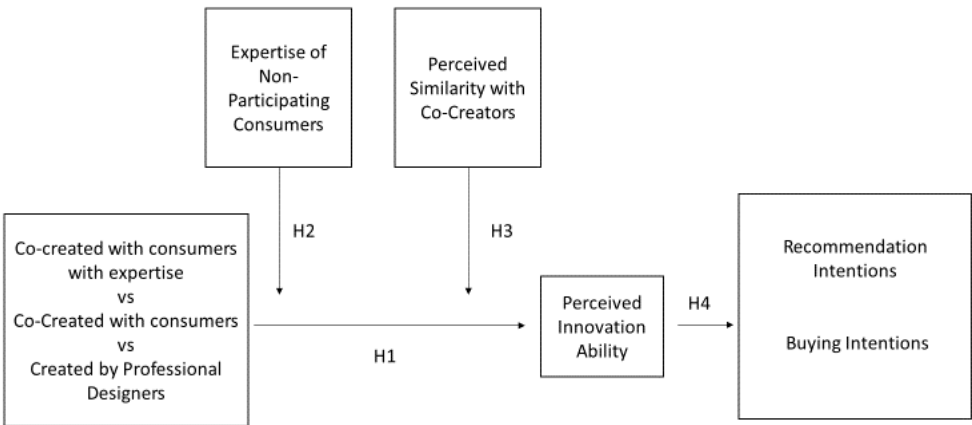 Expertise of
Non-
Participating
Consumers
Perceived
Similarity with
Co-Creators
H2
H3
Co-created with consumers
with expertise
vs
Co-Created with consumers
vs
Created by Professional
Designers
H1
Perceived
Innovation
Ability
H4
Recommendation
Intentions
Buying Intentions